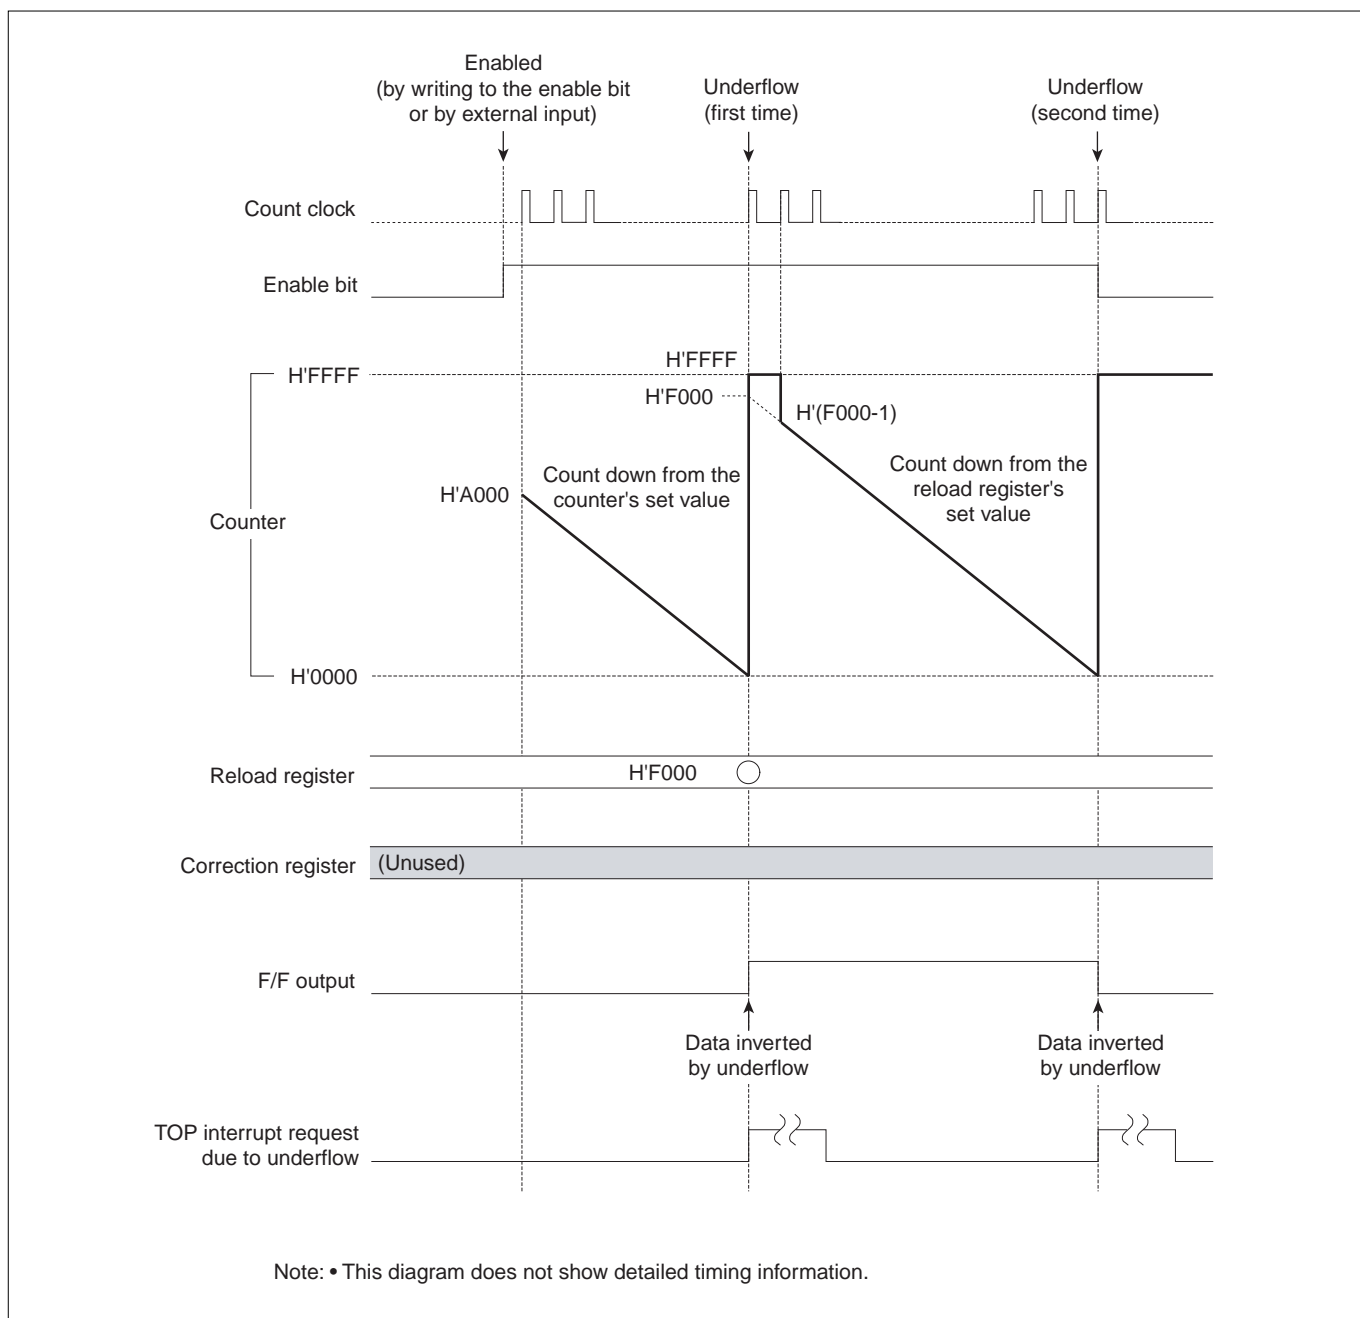 Enabled
(by writing to the enable bit
or by external input)
Underflow
(first time)
Underflow
(second time)
Count clock
Enable bit
H'FFFF
H'FFFF
H'F000
H'(F000-1)
Count down from the
counter's set value
Count down from the
reload register's
set value
H'A000
Counter
H'0000
Reload register
H'F000
Correction register
(Unused)
F/F output
Data inverted
by underflow
Data inverted
by underflow
TOP interrupt request
due to underflow
Note: • This diagram does not show detailed timing information.